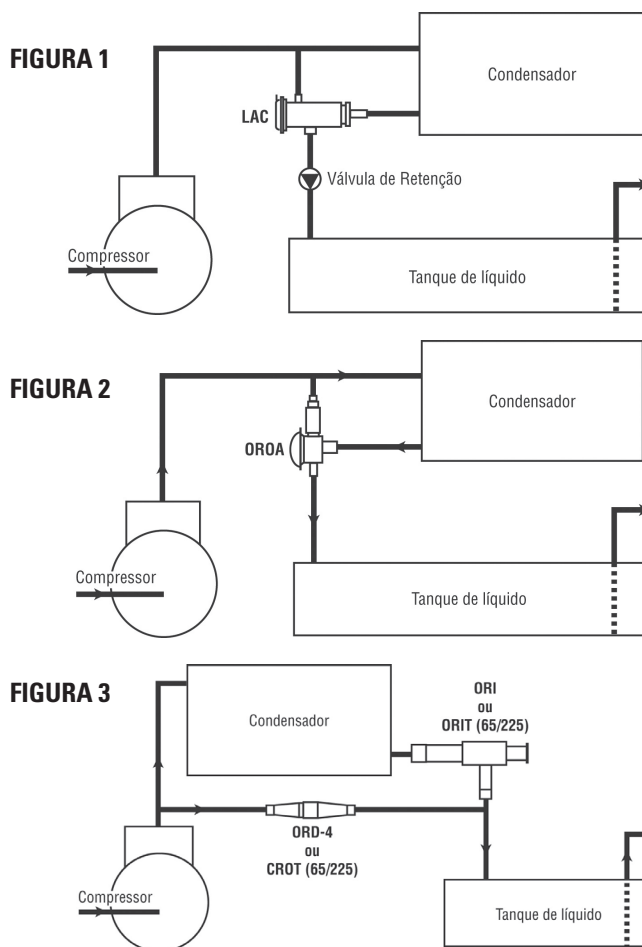 FIGURA 1
Condensador
LAC
Válvula de Retenção
Compressor
Tanque de líquido
FIGURA 2
Condensador
OROA
Compressor
Tanque de líquido
FIGURA 3
ORI
ou
ORIT (65/225)
Condensador
ORD-4
ou
CROT (65/225)
Compressor
Tanque de líquido